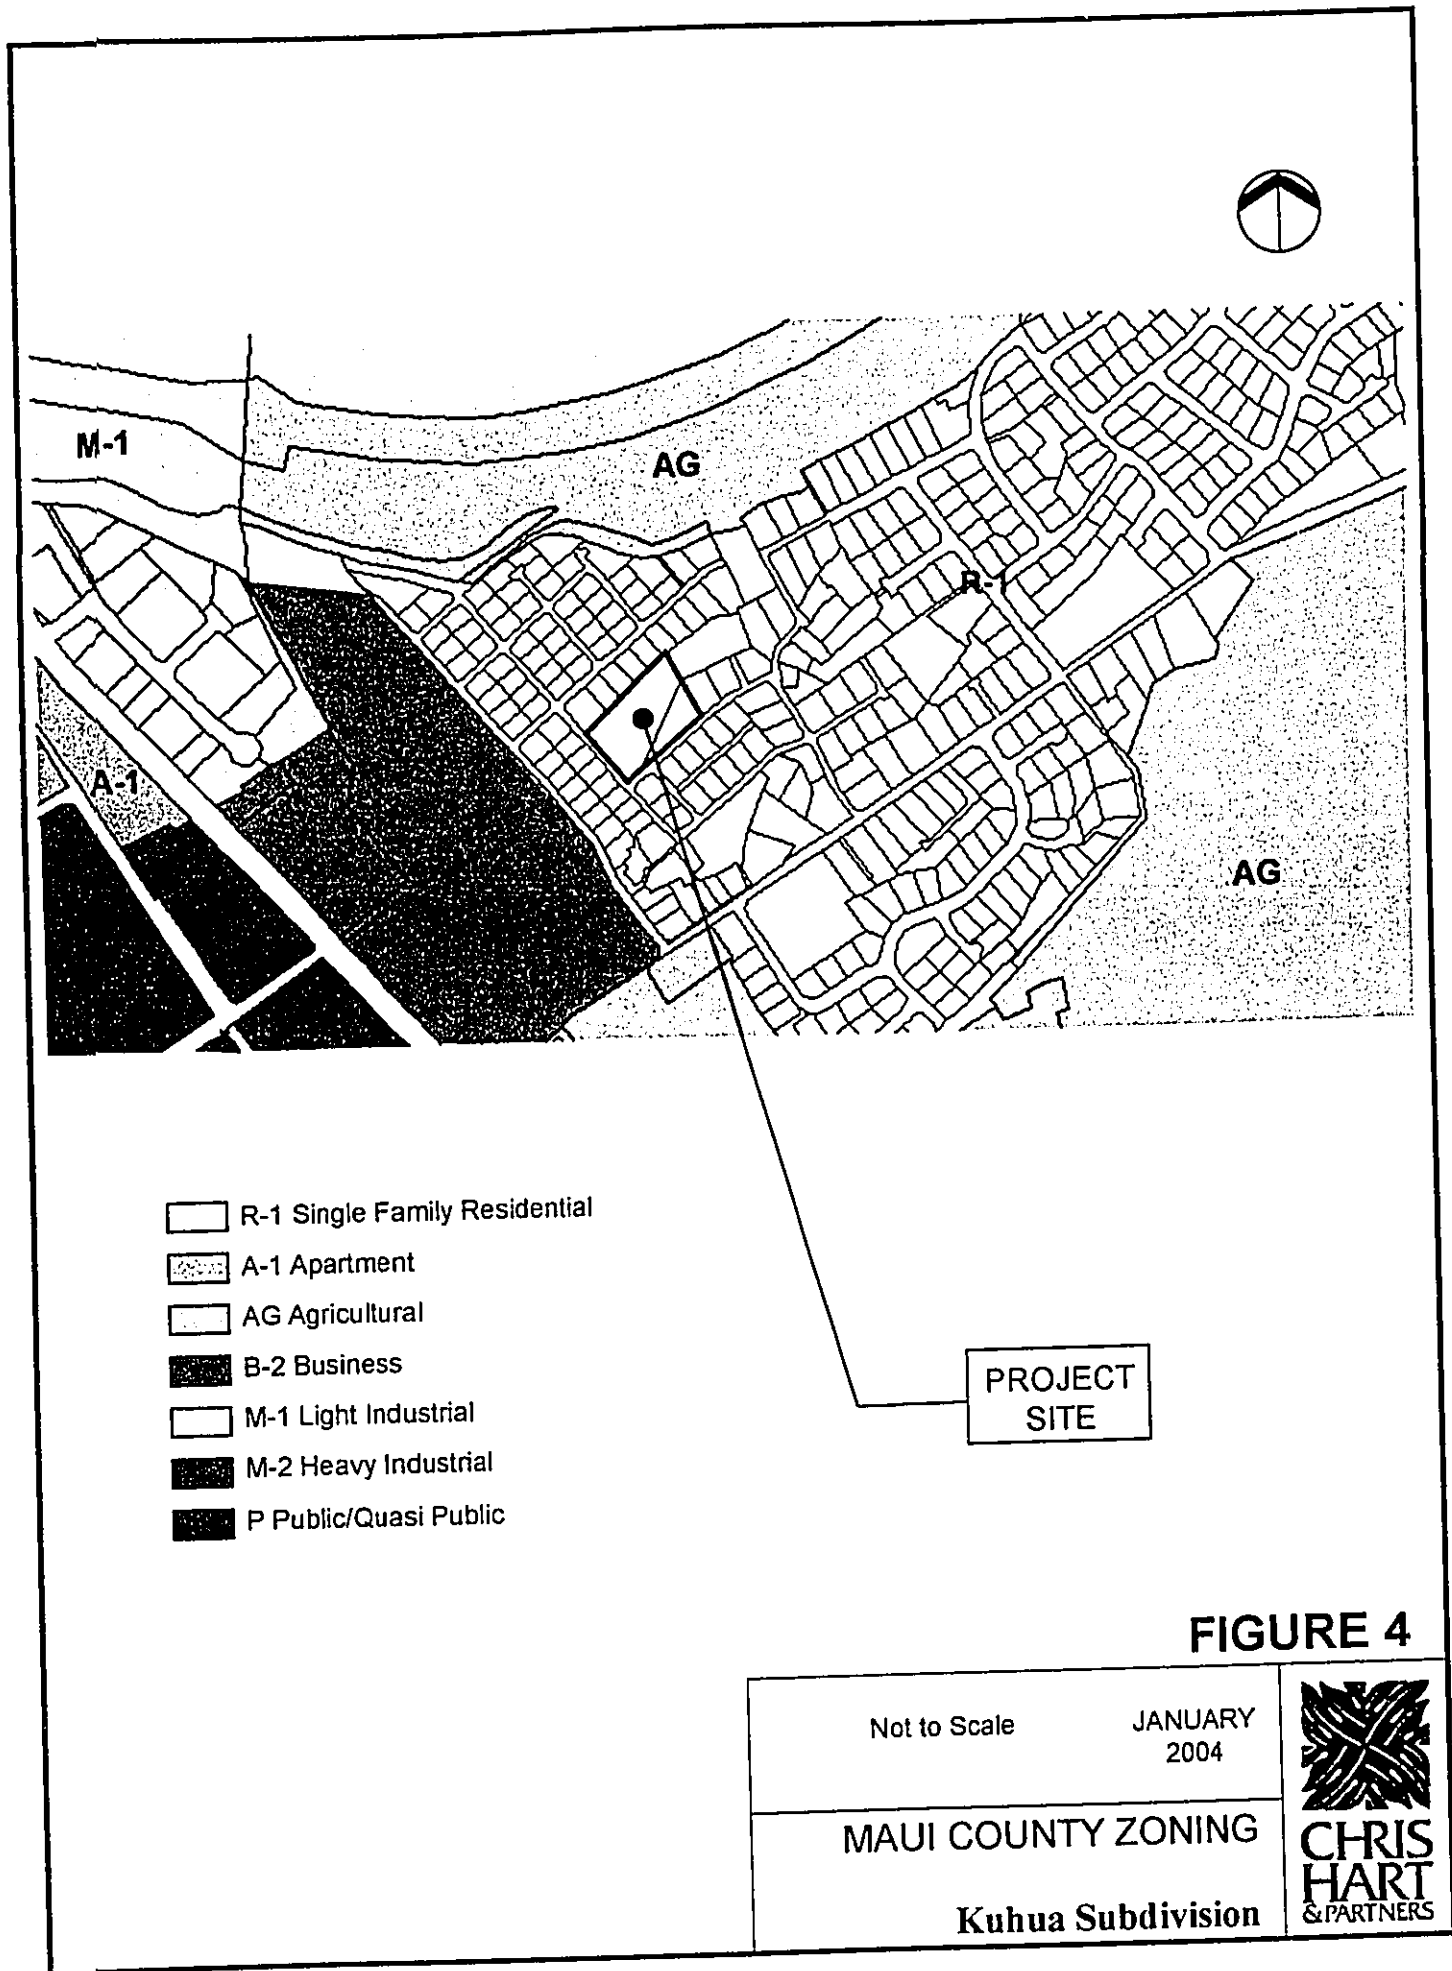 M-1
AG
R-1
A-1
AG
R-1 Single Family Residential
A-1 Apartment
AG Agricultural
B-2 Business
M-1 Light Industrial
M-2 Heavy Industrial
P Public/Quasi Public
PROJECT
SITE
FIGURE 4
Not to Scale
JANUARY
2004
MAUI COUNTY ZONING
Kuhua Subdivision
CHRIS
HART
& PARTNERS